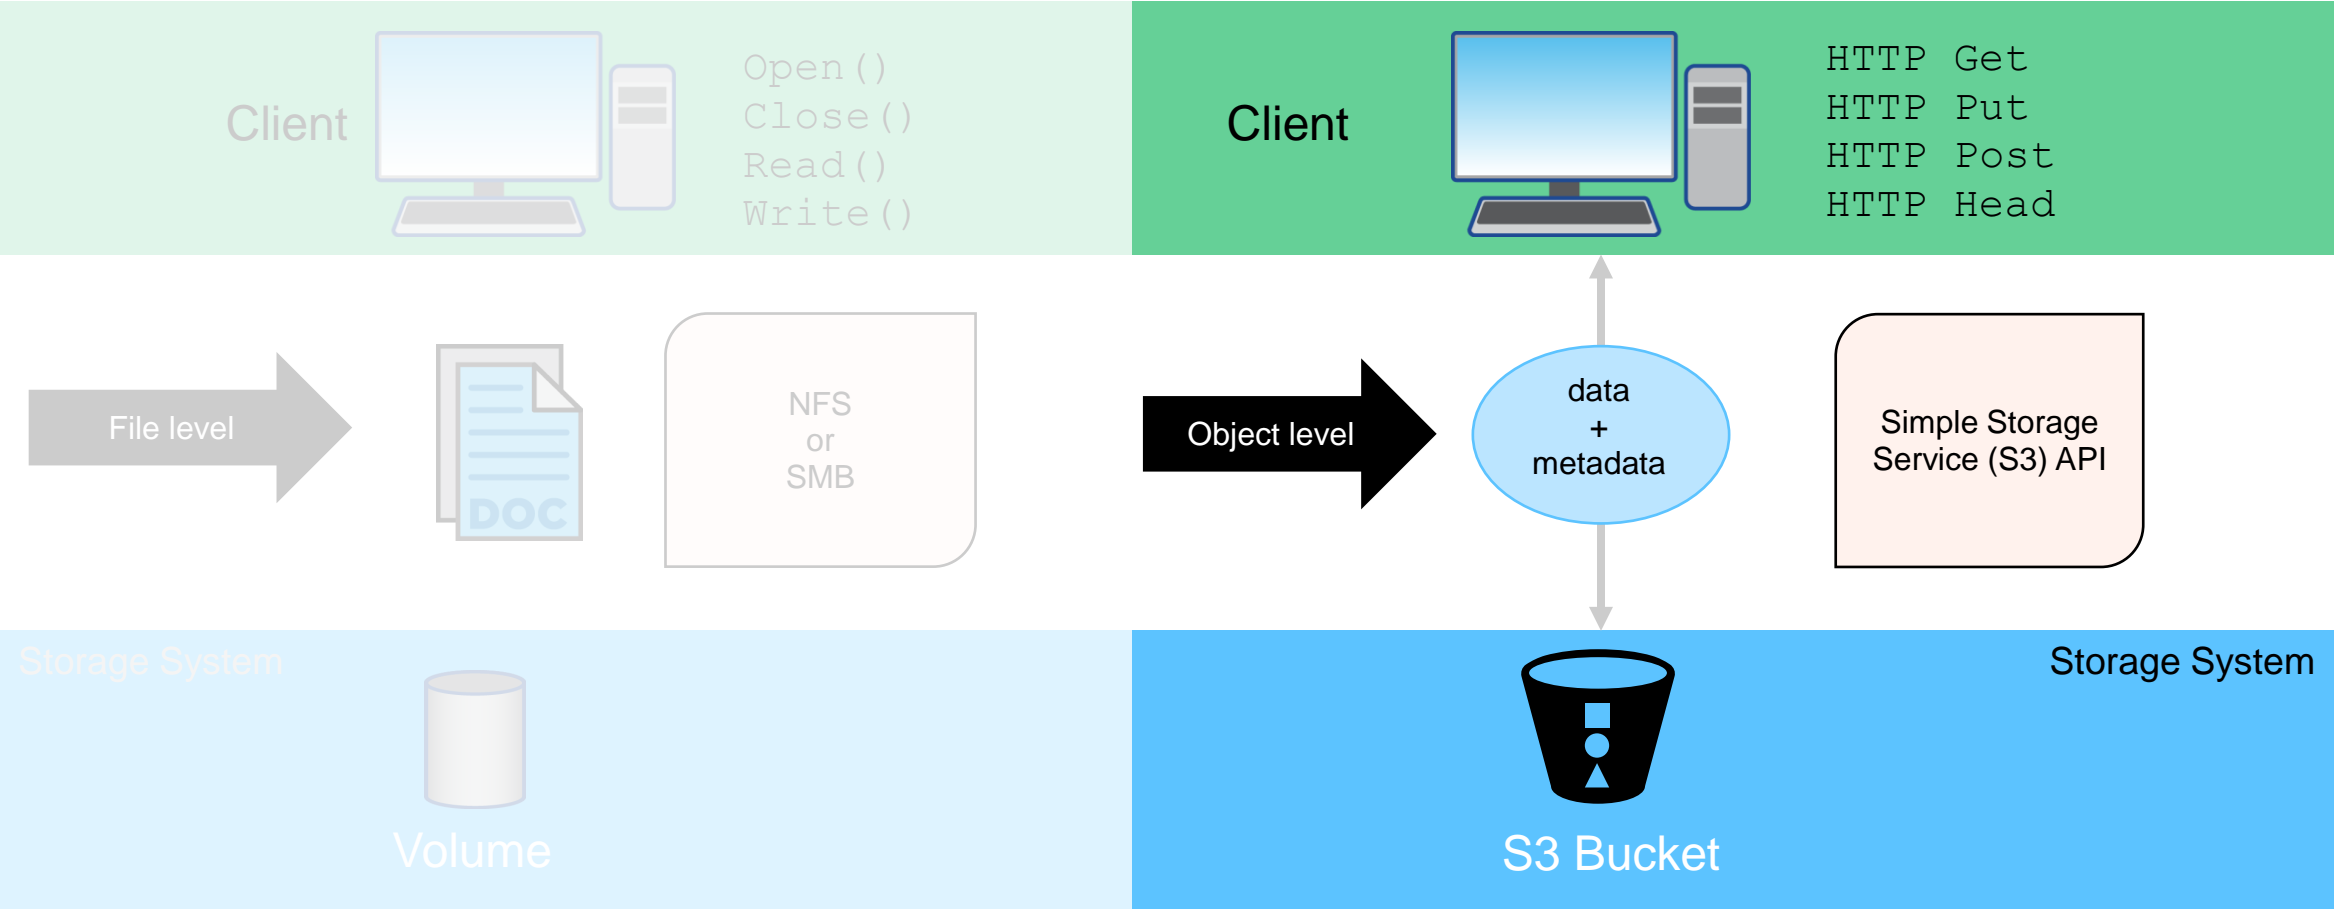 Client
Open()
Close()
Read()
Write()
Client
HTTP Get
HTTP Put
HTTP Post
HTTP Head
File level
DOC
NFS
or
SMB
Object level
data
+
metadata
Simple Storage
Service (S3) API
Storage System
Volume
Storage System
S3 Bucket